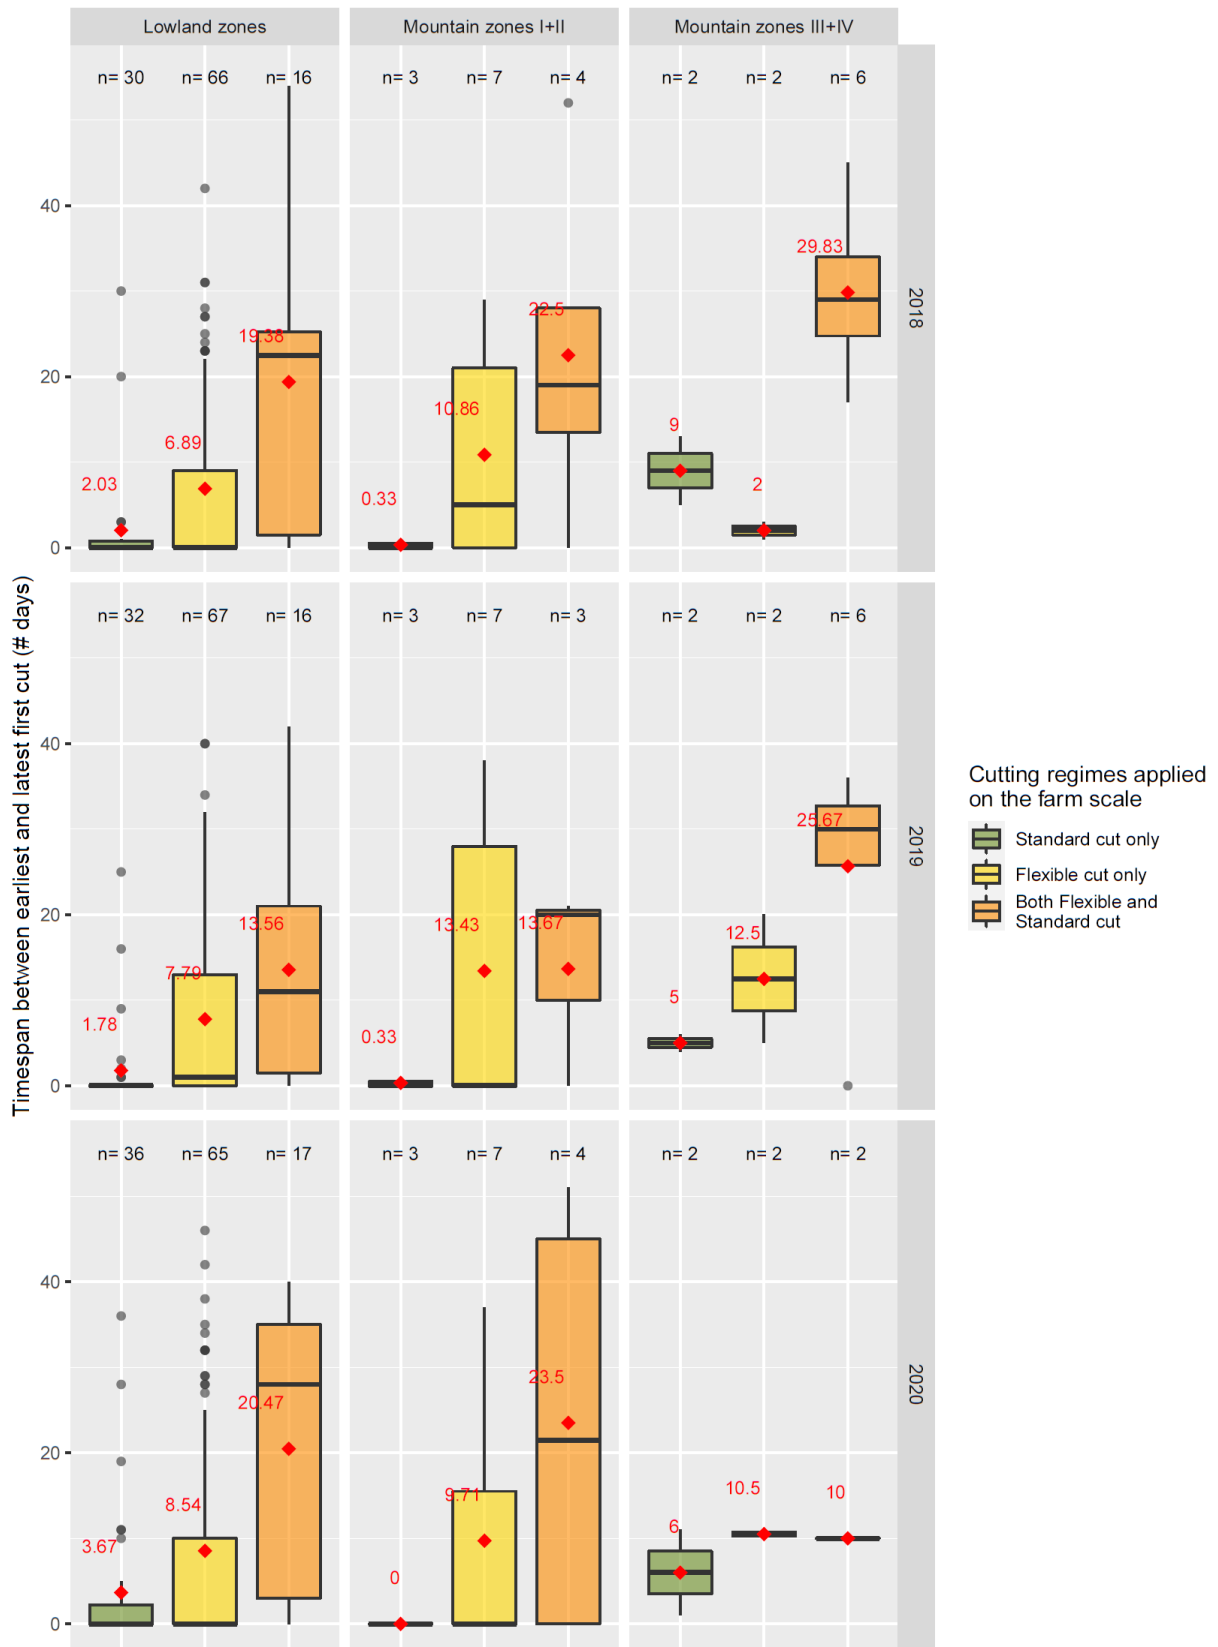 Lowland zones
Mountain zones I+II
Mountain zones III+IV
n= 30
n= 66
n= 16
n= 3
n= 7
n= 4
n= 2
n= 2
n= 6
40
20
0
2.03
6.89
19.38
0.33
10.86
22.5
9
2
29.83
2018
n= 32
n= 67
n= 16
n= 3
n= 7
n= 3
n= 2
n= 2
n= 6
40
20
0
1.78
7.79
13.56
0.33
13.43
13.67
5
12.5
25.67
2019
n= 36
n= 65
n= 17
n= 3
n= 7
n= 4
n= 2
n= 2
n= 2
40
20
0
3.67
8.54
20.47
0
9.71
23.5
6
10.5
10
2020
Timespan between earliest and latest first cut (# days)
Cutting regimes applied
on the farm scale
Standard cut only
Flexible cut only
Both Flexible and
Standard cut